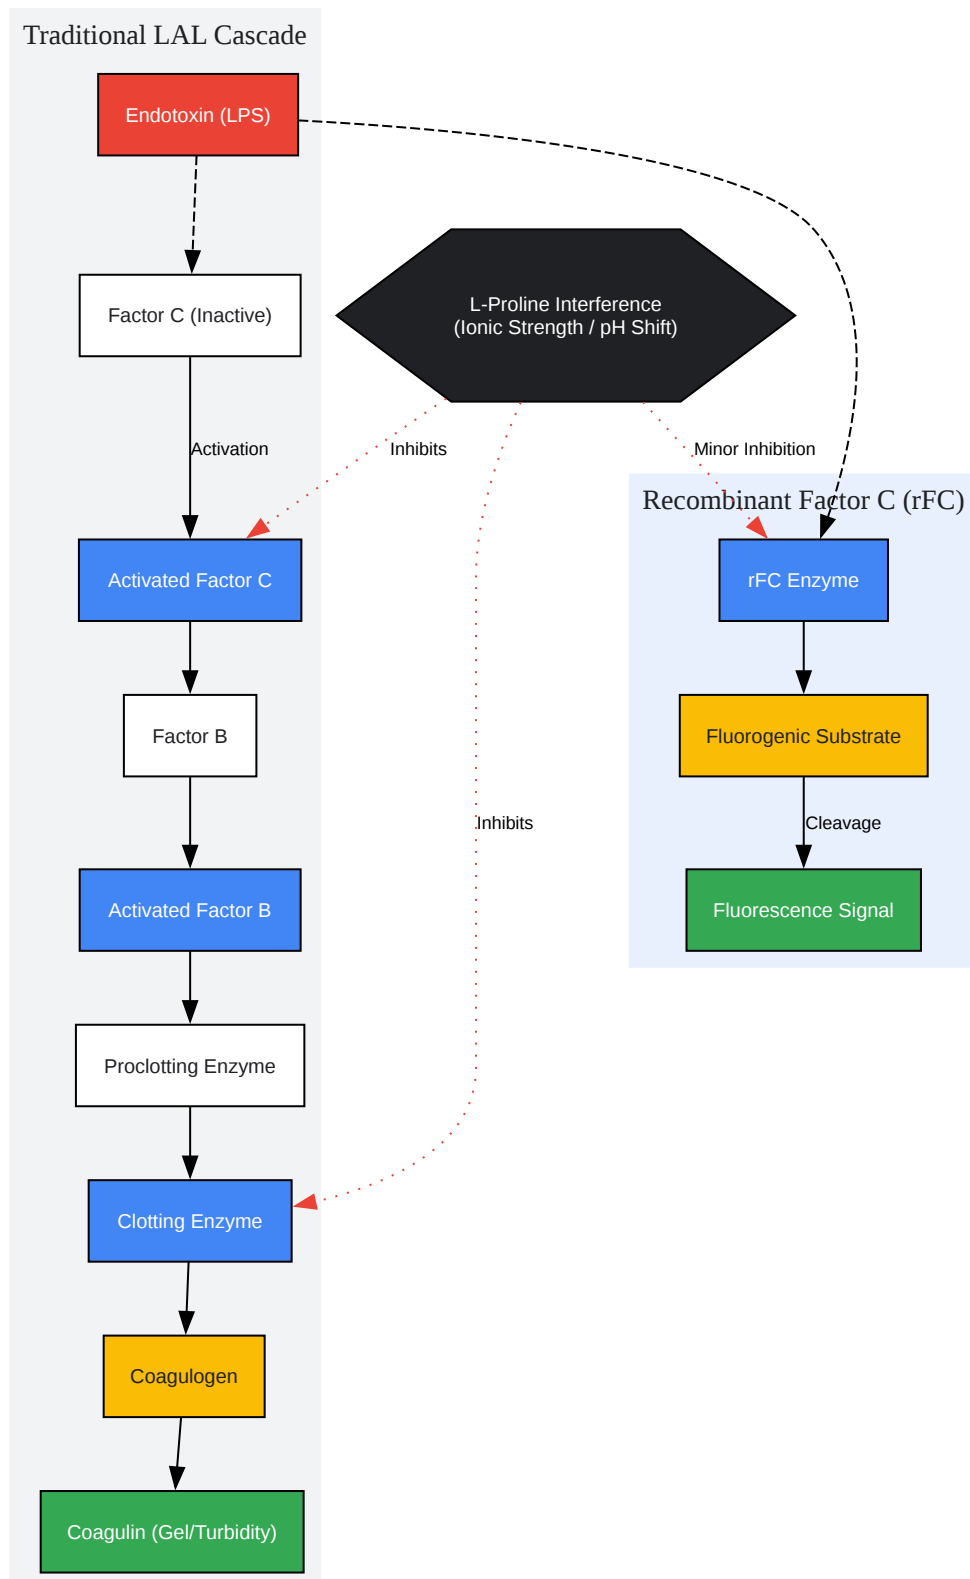 Traditional LAL Cascade
Endotoxin (LPS)
L-Proline Interference
(Ionic Strength / pH Shift)
Factor C (Inactive)
Activation
Inhibits
Minor Inhibition
Recombinant Factor C (rFC)
Activated Factor C
rFC Enzyme
Factor B
Fluorogenic Substrate
Inhibits
Cleavage
Activated Factor B
Fluorescence Signal
Proclotting Enzyme
Clotting Enzyme
Coagulogen
Coagulin (Gel/Turbidity)